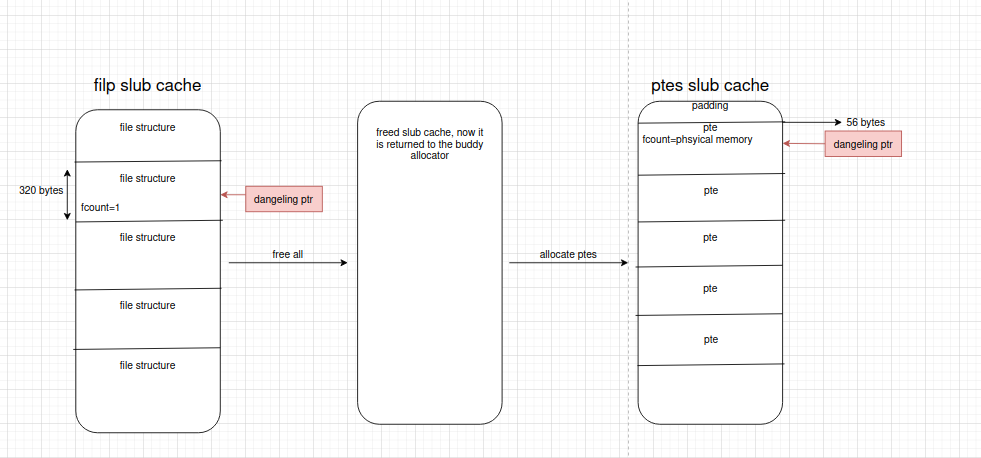 filp slub cache
file structure
file structure
320 bytes
fcount=1
dangeling ptr
file structure
file structure
file structure
free all
freed slub cache, now it
is returned to the buddy
allocator
allocate ptes
ptes slub cache
padding
56 bytes
pte
fcount=phsyical memory
dangeling ptr
pte
pte
pte
pte